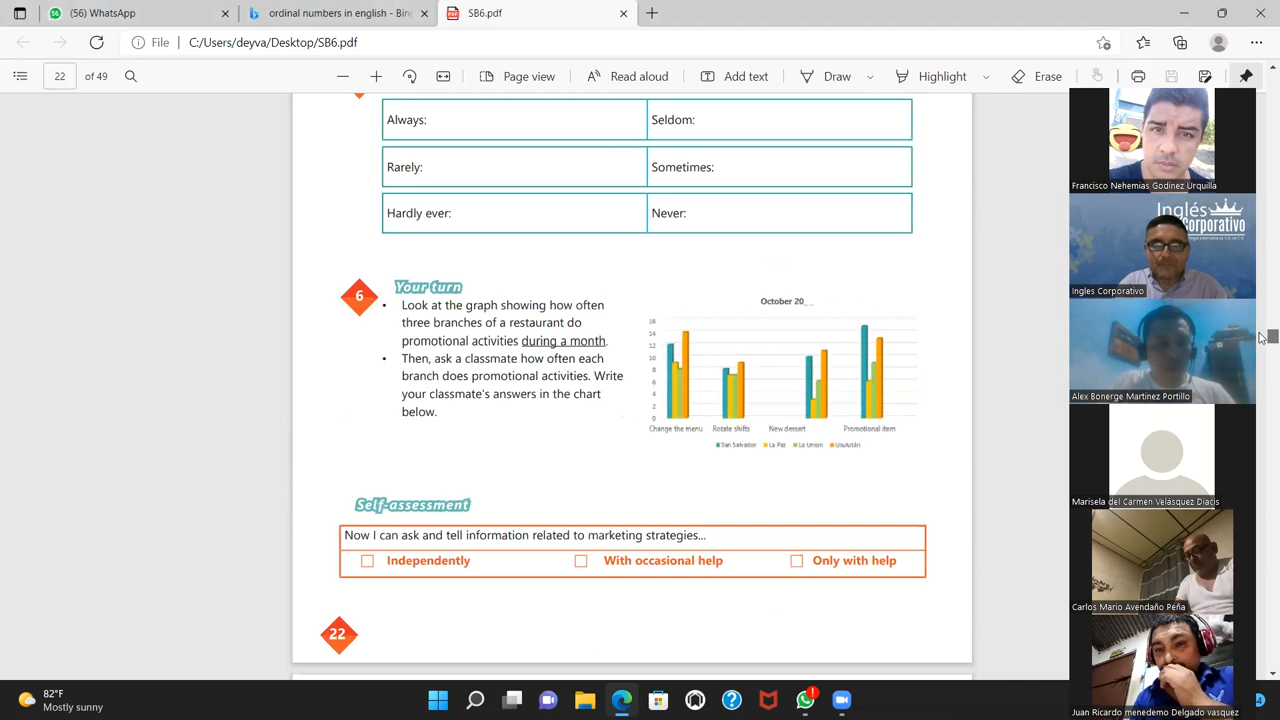 (56) WhatsApp
ordinal numbers in english - Bin
SB6.pdf
File
C:/Users/deyva/Desktop/SB6.pdf
22
of 49
Page view
Read aloud
Add text
Draw
Highlight
Erase
Always:
Seldom:
Rarely:
Sometimes:
Hardly ever:
Never:
6
Your turn
• Look at the graph showing how often
three branches of a restaurant do
promotional activities during a month.
• Then, ask a classmate how often each
branch does promotional activities. Write
your classmate's answers in the chart
below.
October 20_ _
16
14
12
10
8
6
4
2
0
Change the menu
Rotate shifts
New dessert
Promotional item
San Salvador
La Paz
La Union
Usulután
Self-assessment
Now I can ask and tell information related to marketing strategies...
Independently
With occasional help
Only with help
22
Francisco Nehemias Godinez Urquilla
Inglés
Corporativo
Ingles Corporativo
Alex Bonerge Martinez Portillo
Marisela del Carmen Velásquez Diacis
Carlos Mario Avendaño Peña
Juan Ricardo menedemo Delgado vasquez
82°F
Mostly sunny